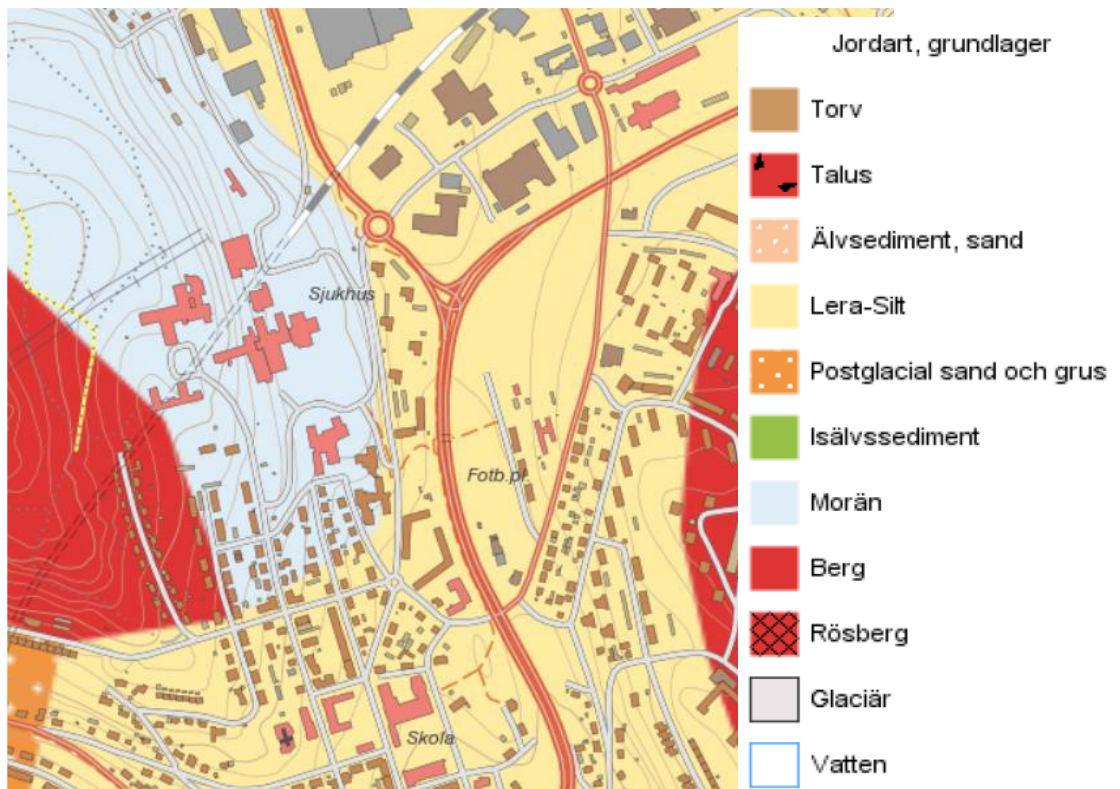 Jordart, grundlager
Torv
Talus
Älvsediment, sand
Lera-Silt
Postglacial sand och grus
Isälvssediment
Morän
Berg
Rösberg
Glaciär
Vatten
Sjukhus
Fotb.pl
Skola